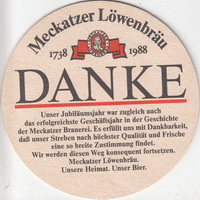 Meckatzer Löwenbräu
1738 1988
DANKE
Unser Jubiläumsjahr war zugleich auch
das erfolgreichste Geschäftsjahr in der Geschichte
der Meckatzer Brauerei. Es erfüllt uns mit Dankbarkeit,
daß unser Streben nach höchster Qualität und Frische
eine so breite Zustimmung findet.
Wir werden diesen Weg konsequent fortsetzen.
Meckatzer Löwenbräu.
Unsere Heimat. Unser Bier.